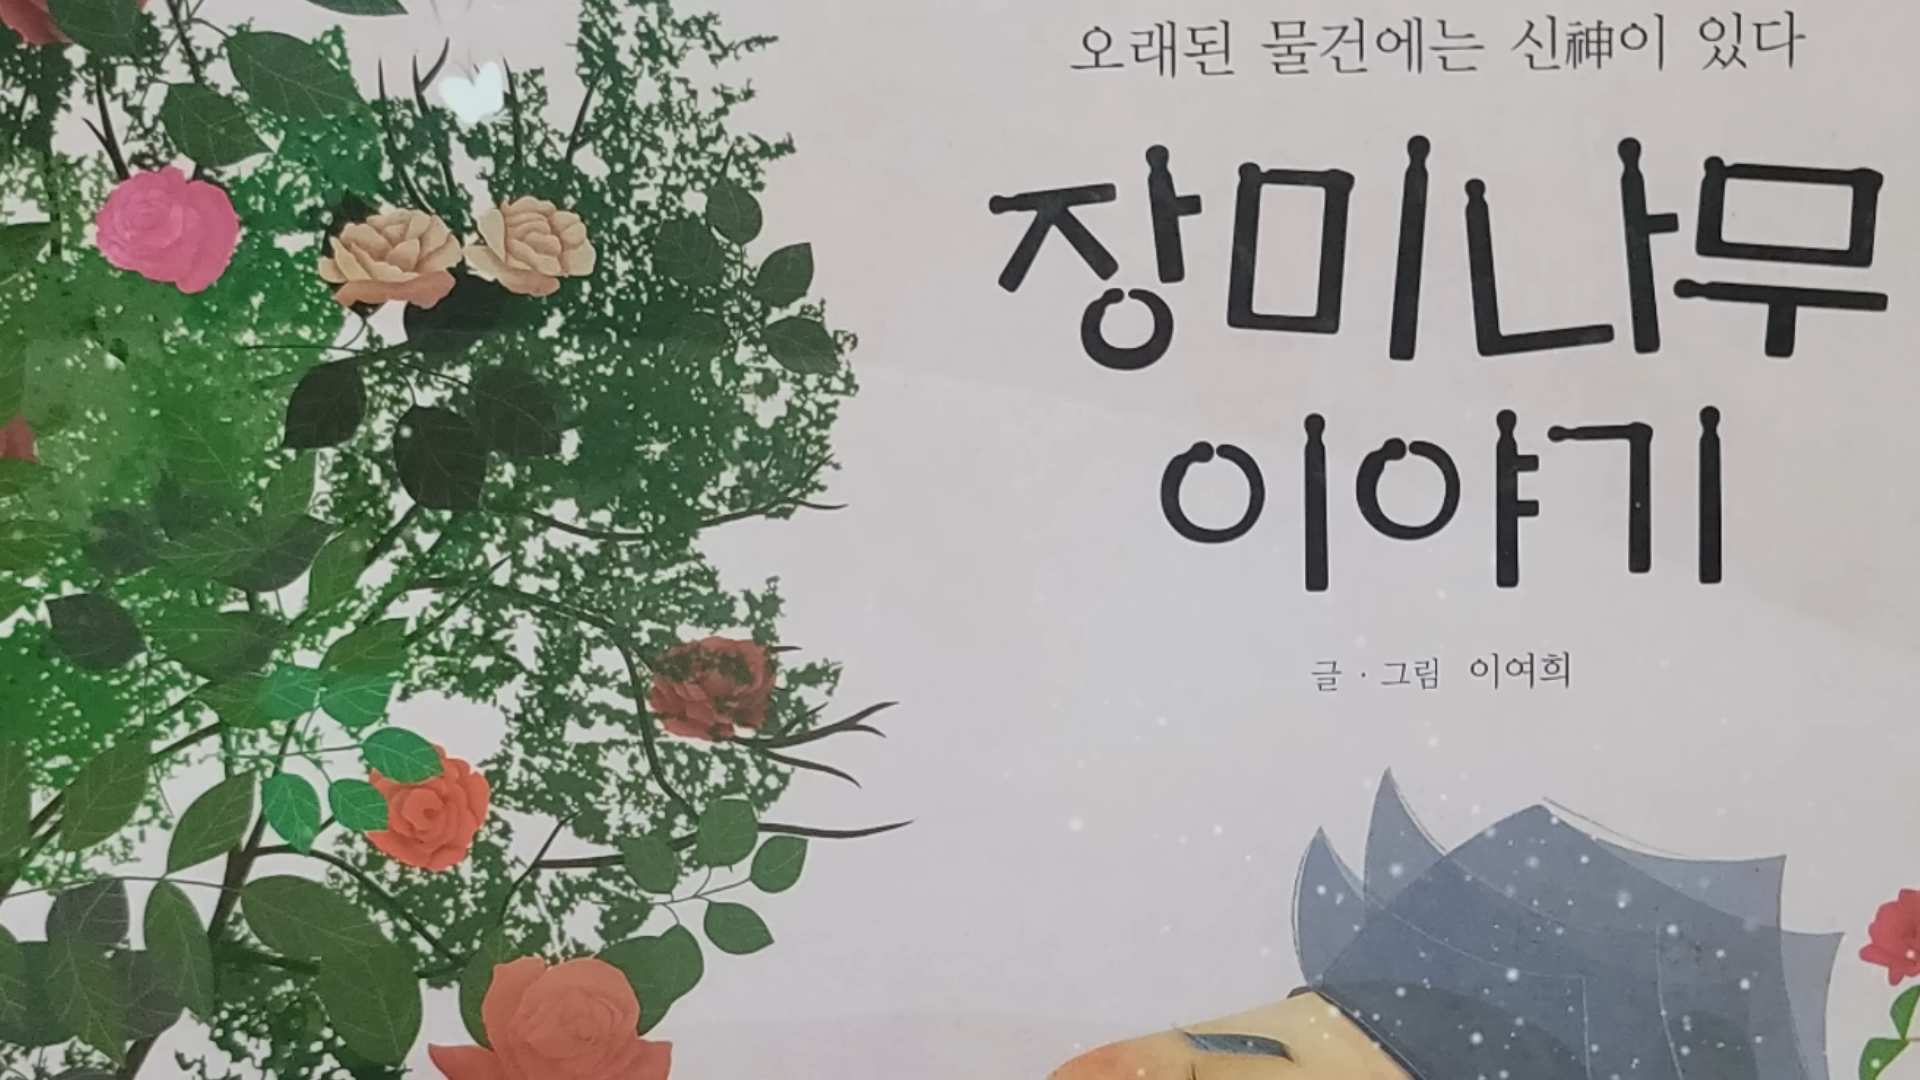 오래된 물건에는 신神이 있다
장미나무
이야기
글 · 그림 이여희